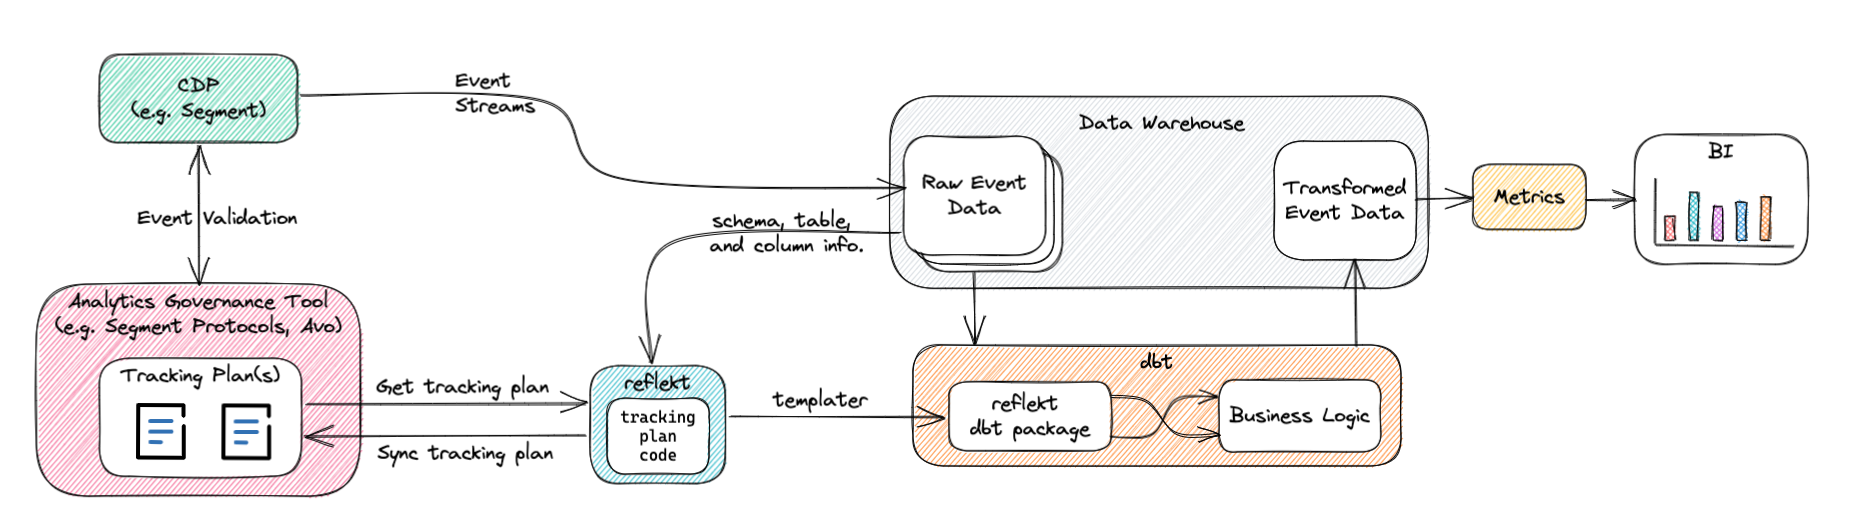 CDP
(e.g. Segment)
Event
Streams
Event Validation
Analytics Governance Tool
(e.g. Segment Protocols, Avo)
Tracking Plan(s)
Get tracking plan
Sync tracking plan
schema, table,
and column info.
reflekt
tracking
plan
code
templater
Data Warehouse
Raw Event
Data
Transformed
Event Data
dbt
reflekt
dbt package
Business Logic
Metrics
BI